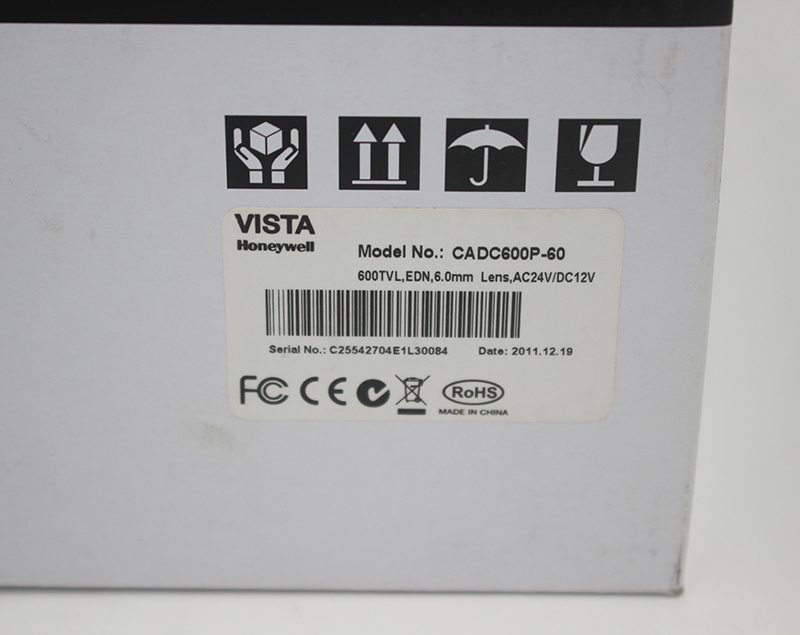 VISTA
Honeywell
Model No.: CADC600P-60
600TVL,EDN,6.0mm Lens,AC24V/DC12V
Serial No.: C25542704E1L30084 Date: 2011.12.19
FC CE RoHS
MADE IN CHINA